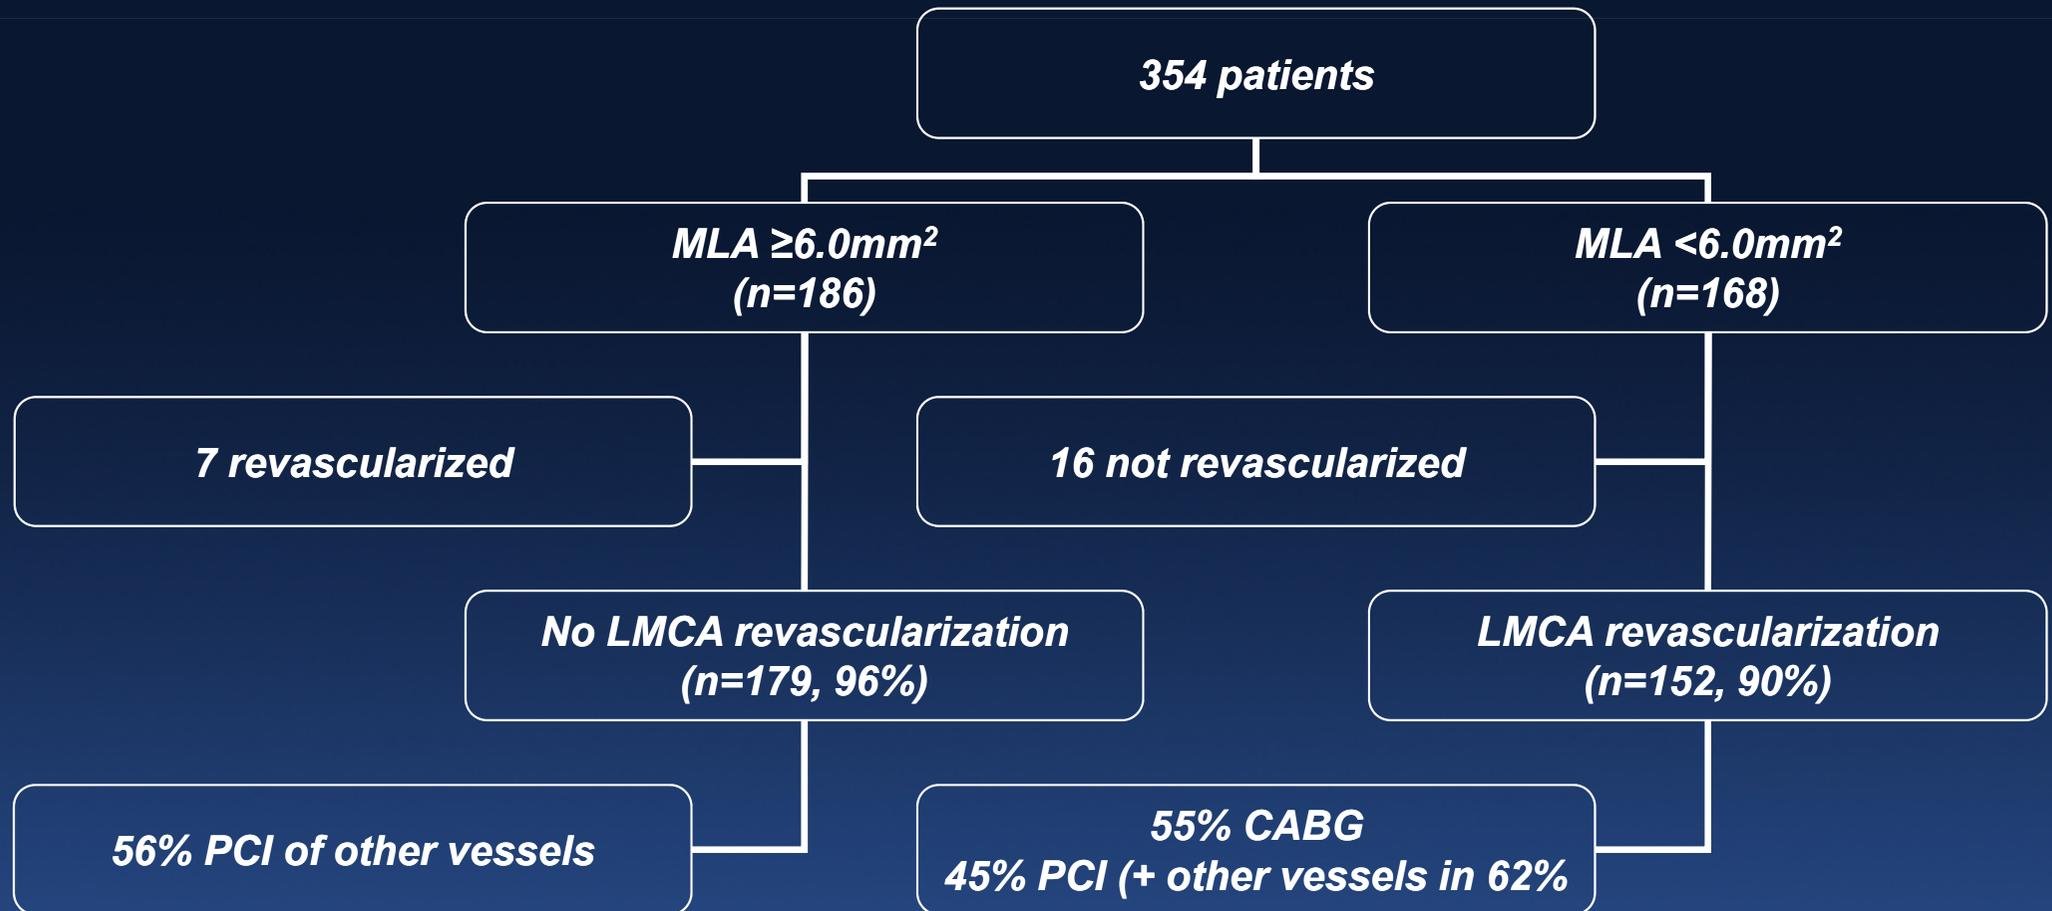 354 patients
MLA ≥6.0mm²
(n=186)
MLA <6.0mm²
(n=168)
7 revascularized
16 not revascularized
No LMCA revascularization
(n=179, 96%)
LMCA revascularization
(n=152, 90%)
56% PCI of other vessels
55% CABG
45% PCI (+ other vessels in 62%